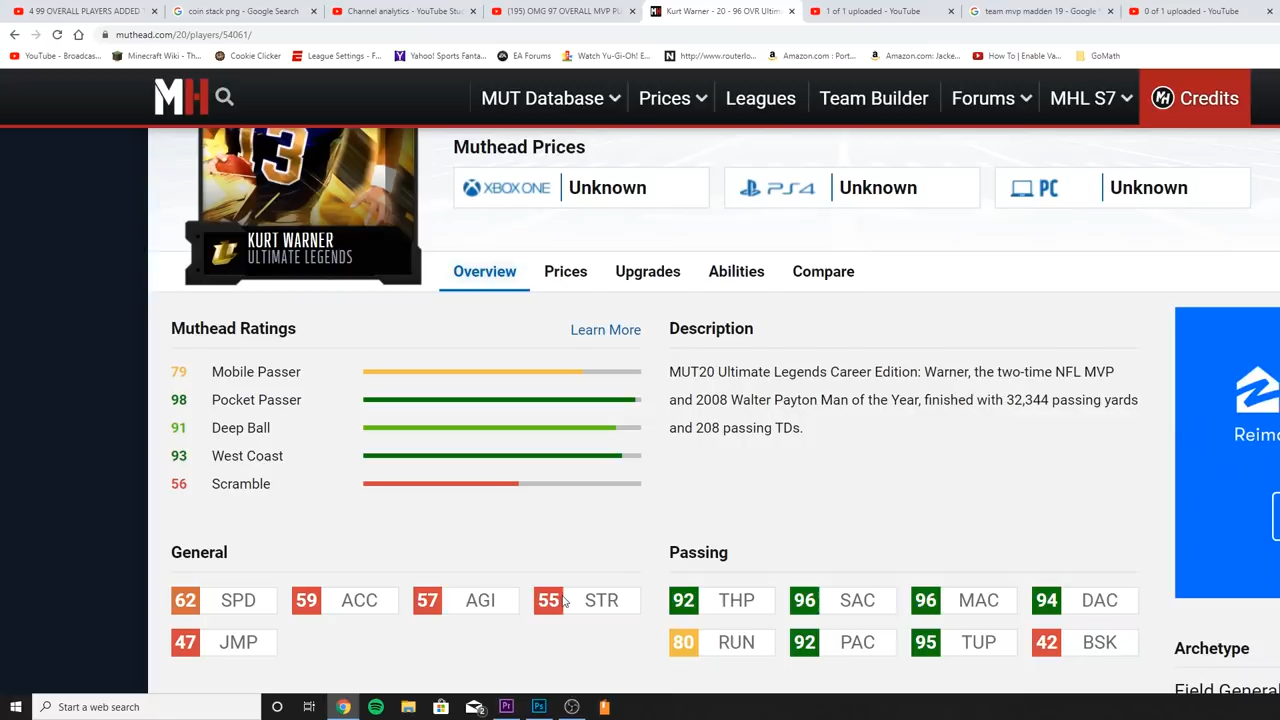 4 99 OVERALL PLAYERS ADDED T
coin stack png - Google Search
Channel analytics - YouTube Stu
(195) OMG 97 OVERALL MVP PL
Kurt Warner - 20 - 96 OVR Ultim
1 of 1 uploaded - YouTube
team mvp madden 19 - Google
0 of 1 uploaded - YouTube
muthead.com/20/players/54061/
YouTube - Broadcas...
Minecraft Wiki - Th...
Cookie Clicker
League Settings - F...
Yahoo! Sports Fanta...
EA Forums
Watch Yu-Gi-Oh! E...
http://www.routerlo...
Amazon.com : Port...
Amazon.com: Jacke...
How To | Enable Va...
GoMath
MH
MUT Database
Prices
Leagues
Team Builder
Forums
MHL S7
Credits
13
KURT WARNER
ULTIMATE LEGENDS
Muthead Prices
XBOX ONE Unknown
PS4 Unknown
PC Unknown
Overview
Prices
Upgrades
Abilities
Compare
Muthead Ratings
Learn More
79 Mobile Passer
98 Pocket Passer
91 Deep Ball
93 West Coast
56 Scramble
Description
MUT20 Ultimate Legends Career Edition: Warner, the two-time NFL MVP
and 2008 Walter Payton Man of the Year, finished with 32,344 passing yards
and 208 passing TDs.
Reim
General
62 SPD
59 ACC
57 AGI
55 STR
47 JMP
Passing
92 THP
96 SAC
96 MAC
94 DAC
80 RUN
92 PAC
95 TUP
42 BSK
Archetype
Field General
Start a web search
2
Pr
Ps